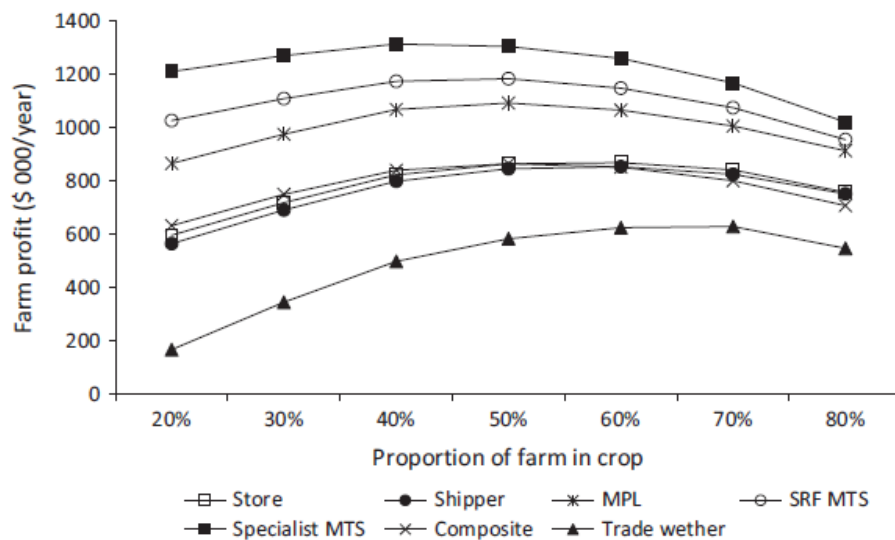 1400
1200
1000
800
600
400
200
0
Farm profit ($ 000/year)
20% 30% 40% 50% 60% 70% 80%
Proportion of farm in crop
Store Shipper MPL SRF MTS
Specialist MTS Composite Trade wether